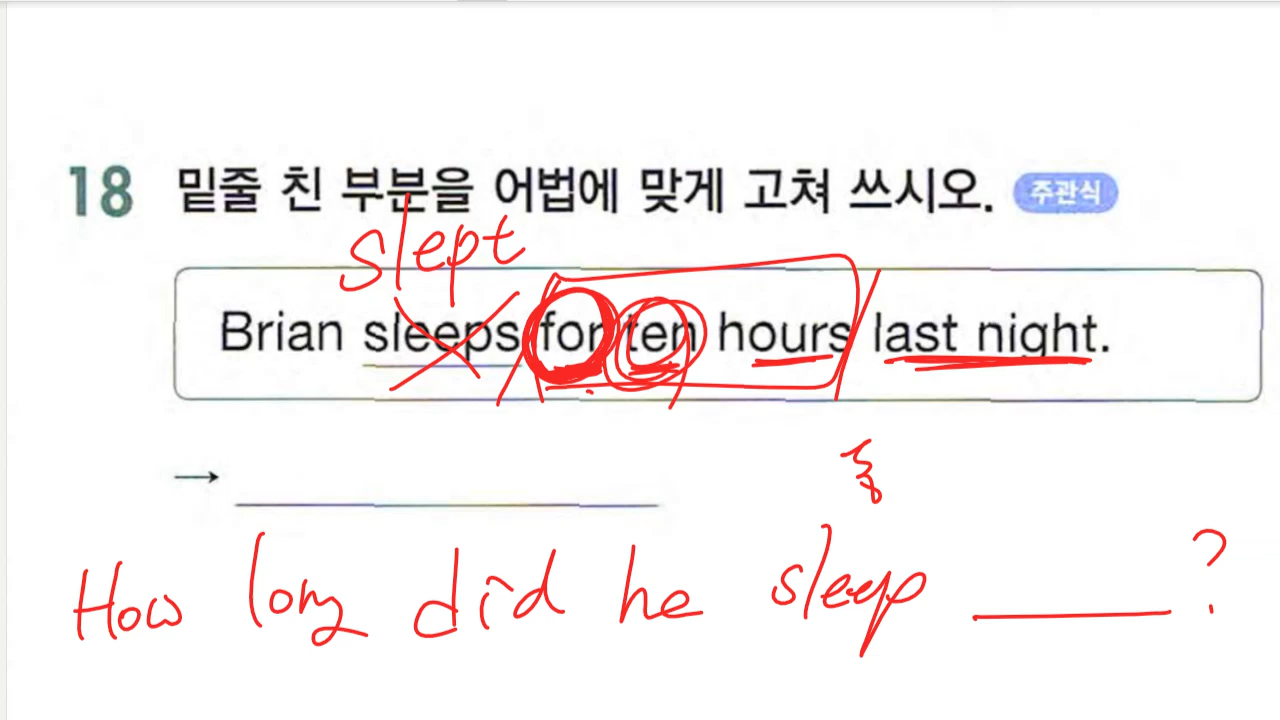 18 밑줄 친 부분을 어법에 맞게 고쳐 쓰시오. 주관식
slept
Brian sleeps for ten hours last night.
→
How long did he sleep ______?